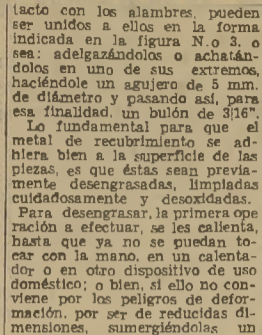 tacto con los alambres, pueden
ser unidos a ellos en la forma
indicada en la figura N.o 3. o
sea: adelgazándolos o achatán-
dolos en uno de sus extremos,
haciéndole un agujero de 5 mm.
de diámetro y pasando así, para
esa finalidad, un bulón de 3|16".
Lo fundamental para que el
metal de recubrimiento se ad-
hiera bien a la superficie de las
piezas, es que éstas sean previa-
mente desengrasadas, limpiadas
cuidadosamente y desoxidadas.
Para desengrasar, la primera ope
ración a efectuar, se les calienta,
hasta que ya no se puedan to-
car con la mano. en un calenta-
dor o en otro dispositivo de uso
doméstico; o bien, si ello no con-
viene por los peligros de defor-
mación. por ser de reducidas di-
mensiones, sumergiéndolas un